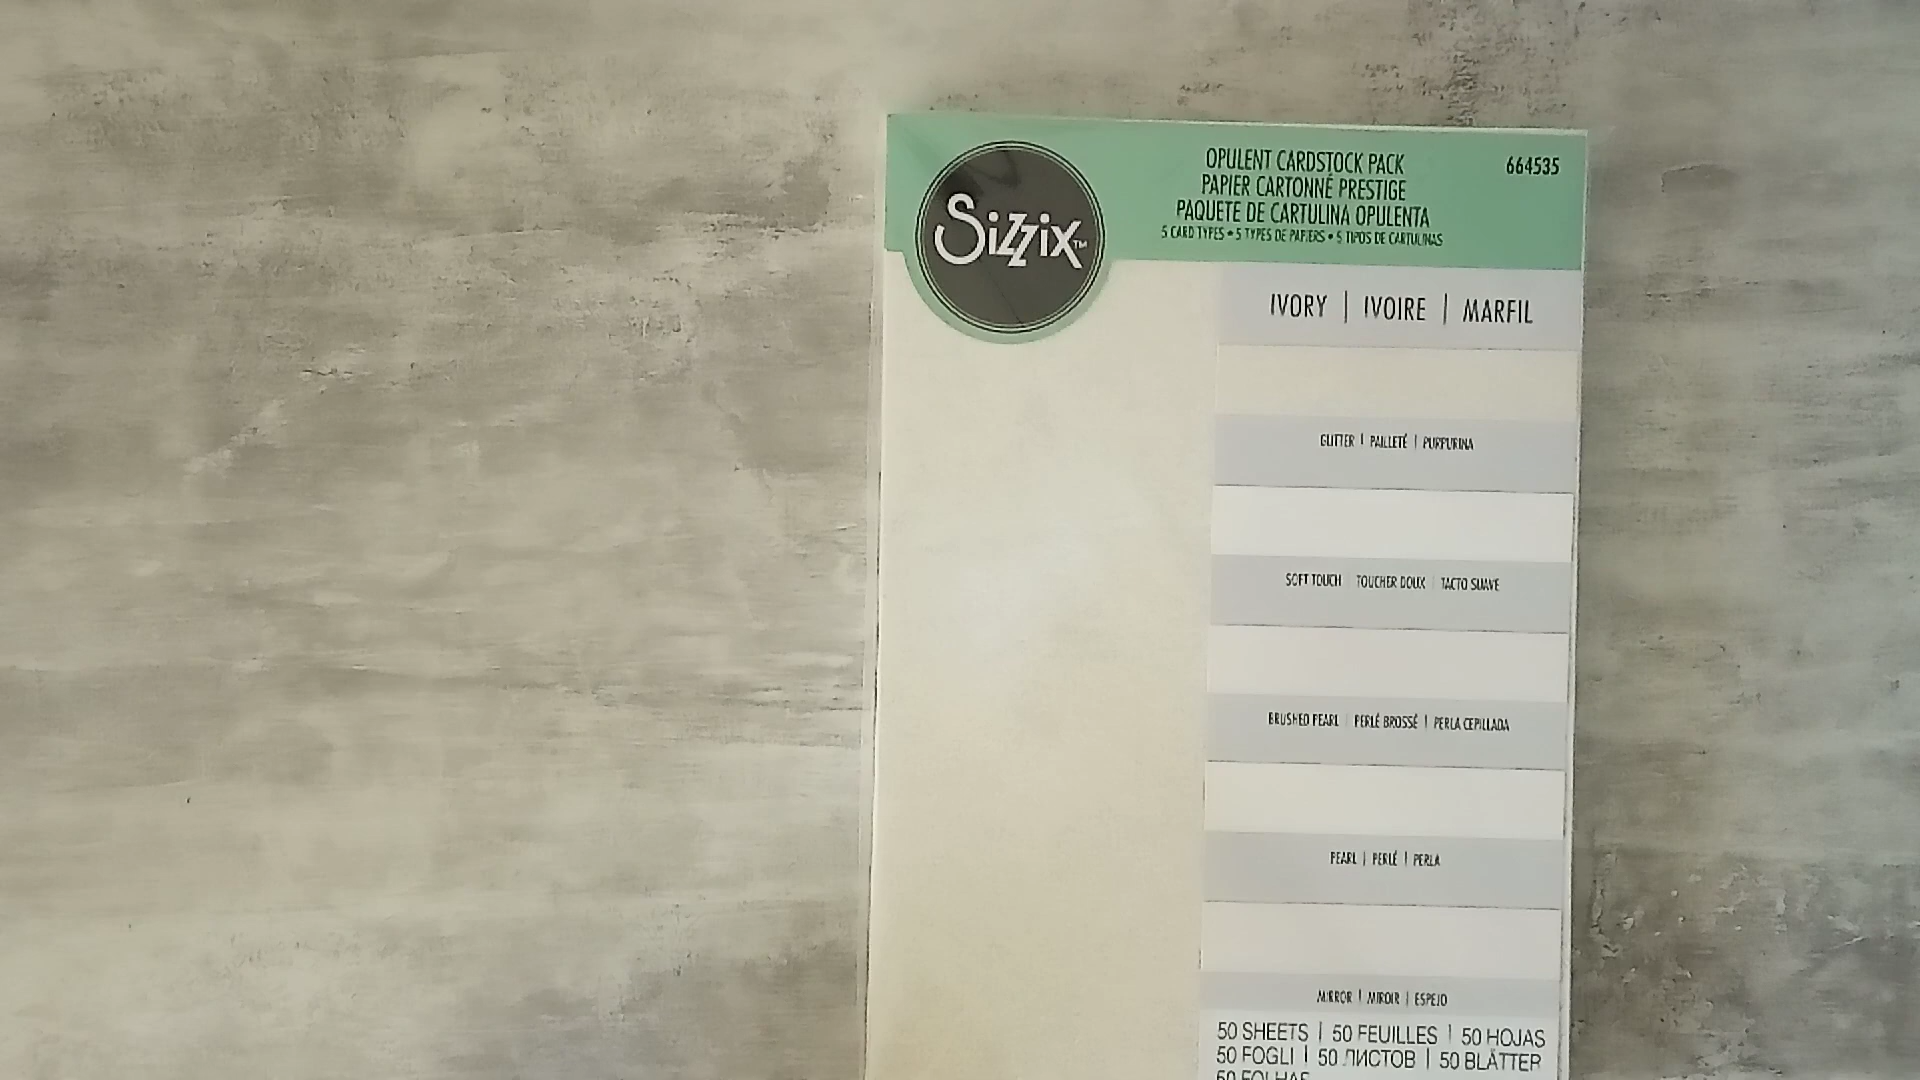 Sizzix™
OPULENT CARDSTOCK PACK
664535
PAPIER CARTONNÉ PRESTIGE
PAQUETE DE CARTULINA OPULENTA
5 CARD TYPES • 5 TYPES DE PAPIERS • 5 TIPOS DE CARTULINAS
IVORY | IVOIRE | MARFIL
GLITTER | PAILLETÉ | PURPURINA
SOFT TOUCH | TOUCHER DOUX | TACTO SUAVE
BRUSHED PEARL | PERLÉ BROSSÉ | PERLA CEPILLADA
PEARL | PERLÉ | PERLA
MIRROR | MIROIR | ESPEJO
50 SHEETS | 50 FEUILLES | 50 HOJAS
50 FOGLI | 50 ЛИСТОВ | 50 BLÄTTER
50 FOLHAS